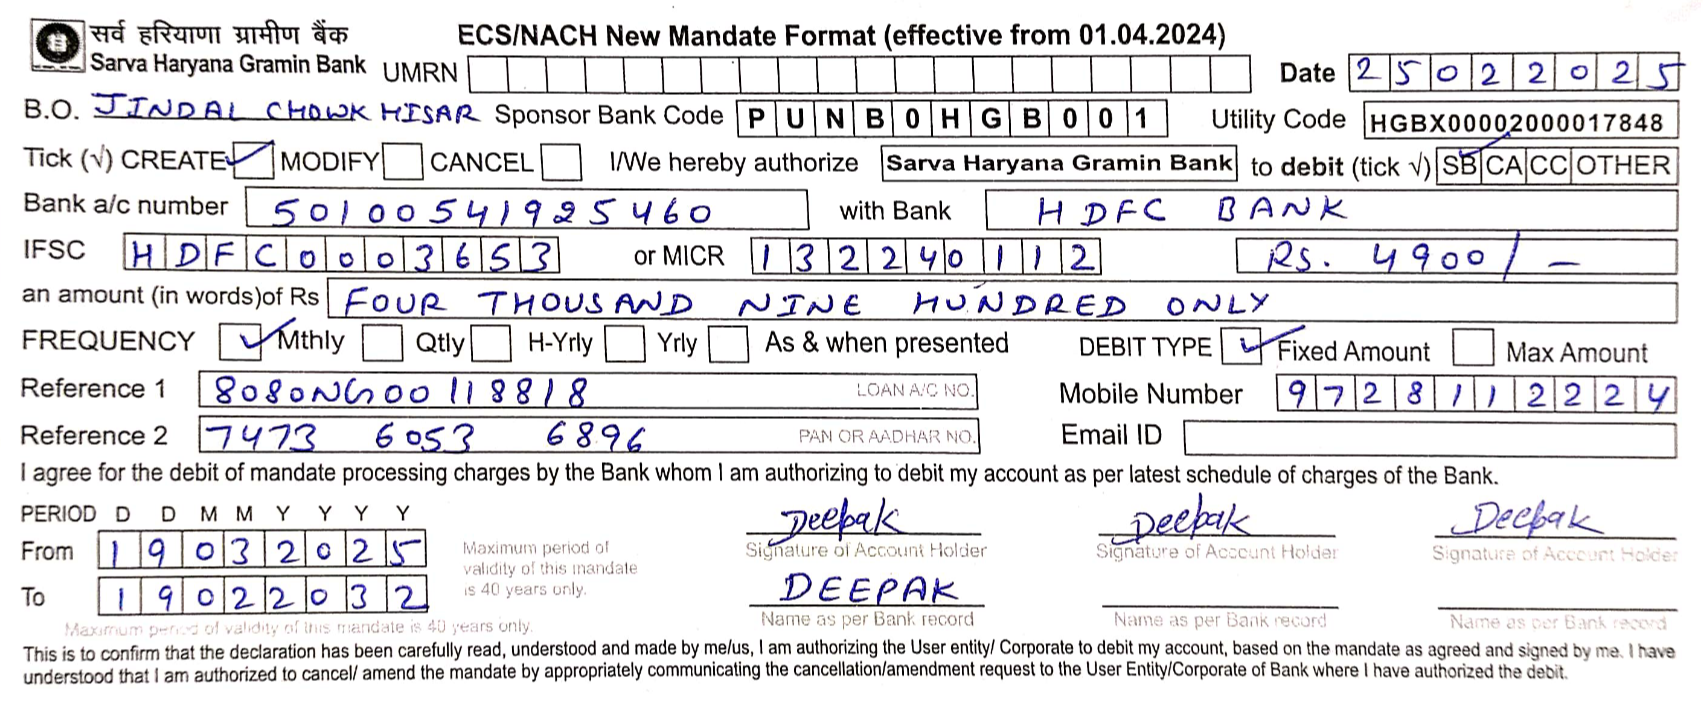 सर्व हरियाणा ग्रामीण बैंक
Sarva Haryana Gramin Bank
ECS/NACH New Mandate Format (effective from 01.04.2024)
UMRN Date 25022025
B.O. JINDAL CHOWK HISAR Sponsor Bank Code PUNB0HGB001 Utility Code HGBX00002000017848
Tick (√) CREATE ✓ MODIFY CANCEL I/We hereby authorize Sarva Haryana Gramin Bank to debit (tick √) SB ✓ CA CC OTHER
Bank a/c number 50100541925460 with Bank HDFC BANK
IFSC HDFC0003653 or MICR 132240112 RS. 4900/-
an amount (in words)of Rs FOUR THOUSAND NINE HUNDRED ONLY
FREQUENCY ✓ Mthly Qtly H-Yrly Yrly As & when presented DEBIT TYPE ✓ Fixed Amount Max Amount
Reference 1 8080NG00118818 LOAN A/C NO. Mobile Number 9728112224
Reference 2 7473 6053 6896 PAN OR AADHAR NO. Email ID
I agree for the debit of mandate processing charges by the Bank whom I am authorizing to debit my account as per latest schedule of charges of the Bank.
PERIOD D D M M Y Y Y Y
From 19032025
To 19022032
Maximum period of validity of this mandate is 40 years only.
Maximum period of
validity of this mandate
is 40 years only.
Deepak Deepak Deepak
Signature of Account Holder Signature of Account Holder Signature of Account Holder
DEEPAK
Name as per Bank record Name as per Bank record Name as per Bank record
This is to confirm that the declaration has been carefully read, understood and made by me/us, I am authorizing the User entity/ Corporate to debit my account, based on the mandate as agreed and signed by me. I have
understood that I am authorized to cancel/ amend the mandate by appropriately communicating the cancellation/amendment request to the User Entity/Corporate of Bank where I have authorized the debit.